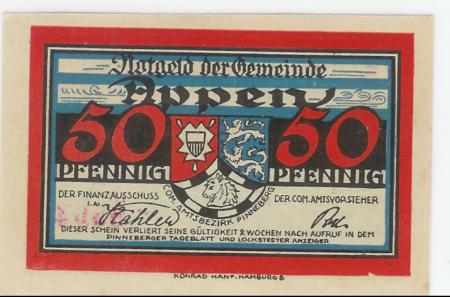 Notgeld der Gemeinde
Appen
50 50
PFENNIG PFENNIG
DER FINANZAUSSCHUSS
I.A:
DER COM. AMTSVORSTEHER
COM. AMTSBEZIRK PINNEBERG
DIESER SCHEIN VERLIERT SEINE GÜLTIGKEIT 2 WOCHEN NACH AUFRUF IN DEM
PINNEBERGER TAGEBLATT UND LOCKSTEDTER ANZEIGER
KONRAD HANF, HAMBURG 8